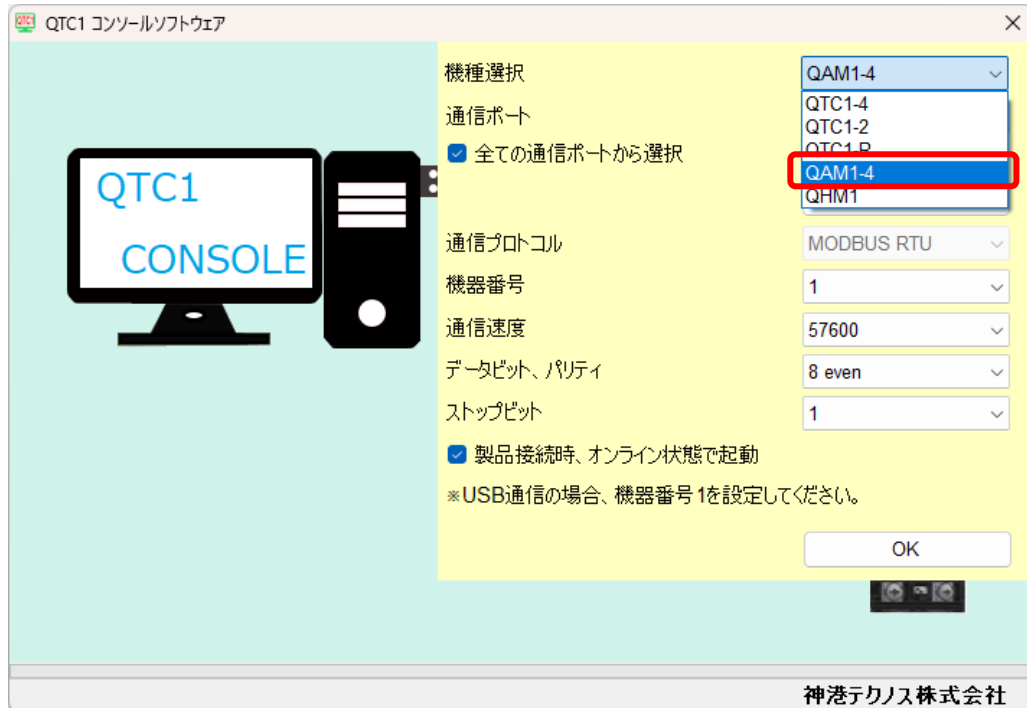 QTC1 コンソールソフトウェア
QTC1
CONSOLE
機種選択
QAM1-4
QTC1-4
QTC1-2
QTC1-R
QAM1-4
QHM1
通信ポート
全ての通信ポートから選択
通信プロトコル
MODBUS RTU
機器番号
1
通信速度
57600
データビット、パリティ
8 even
ストップビット
1
製品接続時、オンライン状態で起動
※USB通信の場合、機器番号1を設定してください。
OK
神港テクノス株式会社